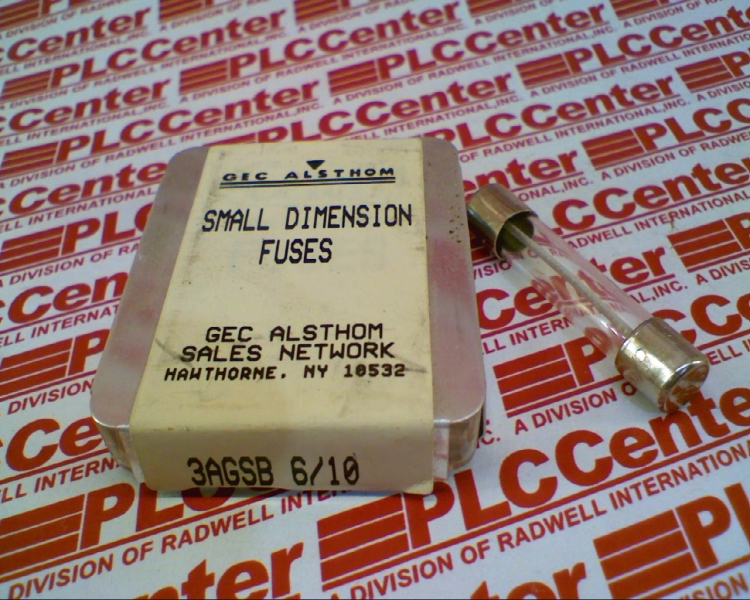 GEC ALSTHOM
SMALL DIMENSION
FUSES
GEC ALSTHOM
SALES NETWORK
HAWTHORNE, NY 10532
3AGSB 6/10
PLCCenter
A DIVISION OF RADWELL INTERNATIONAL, INC.